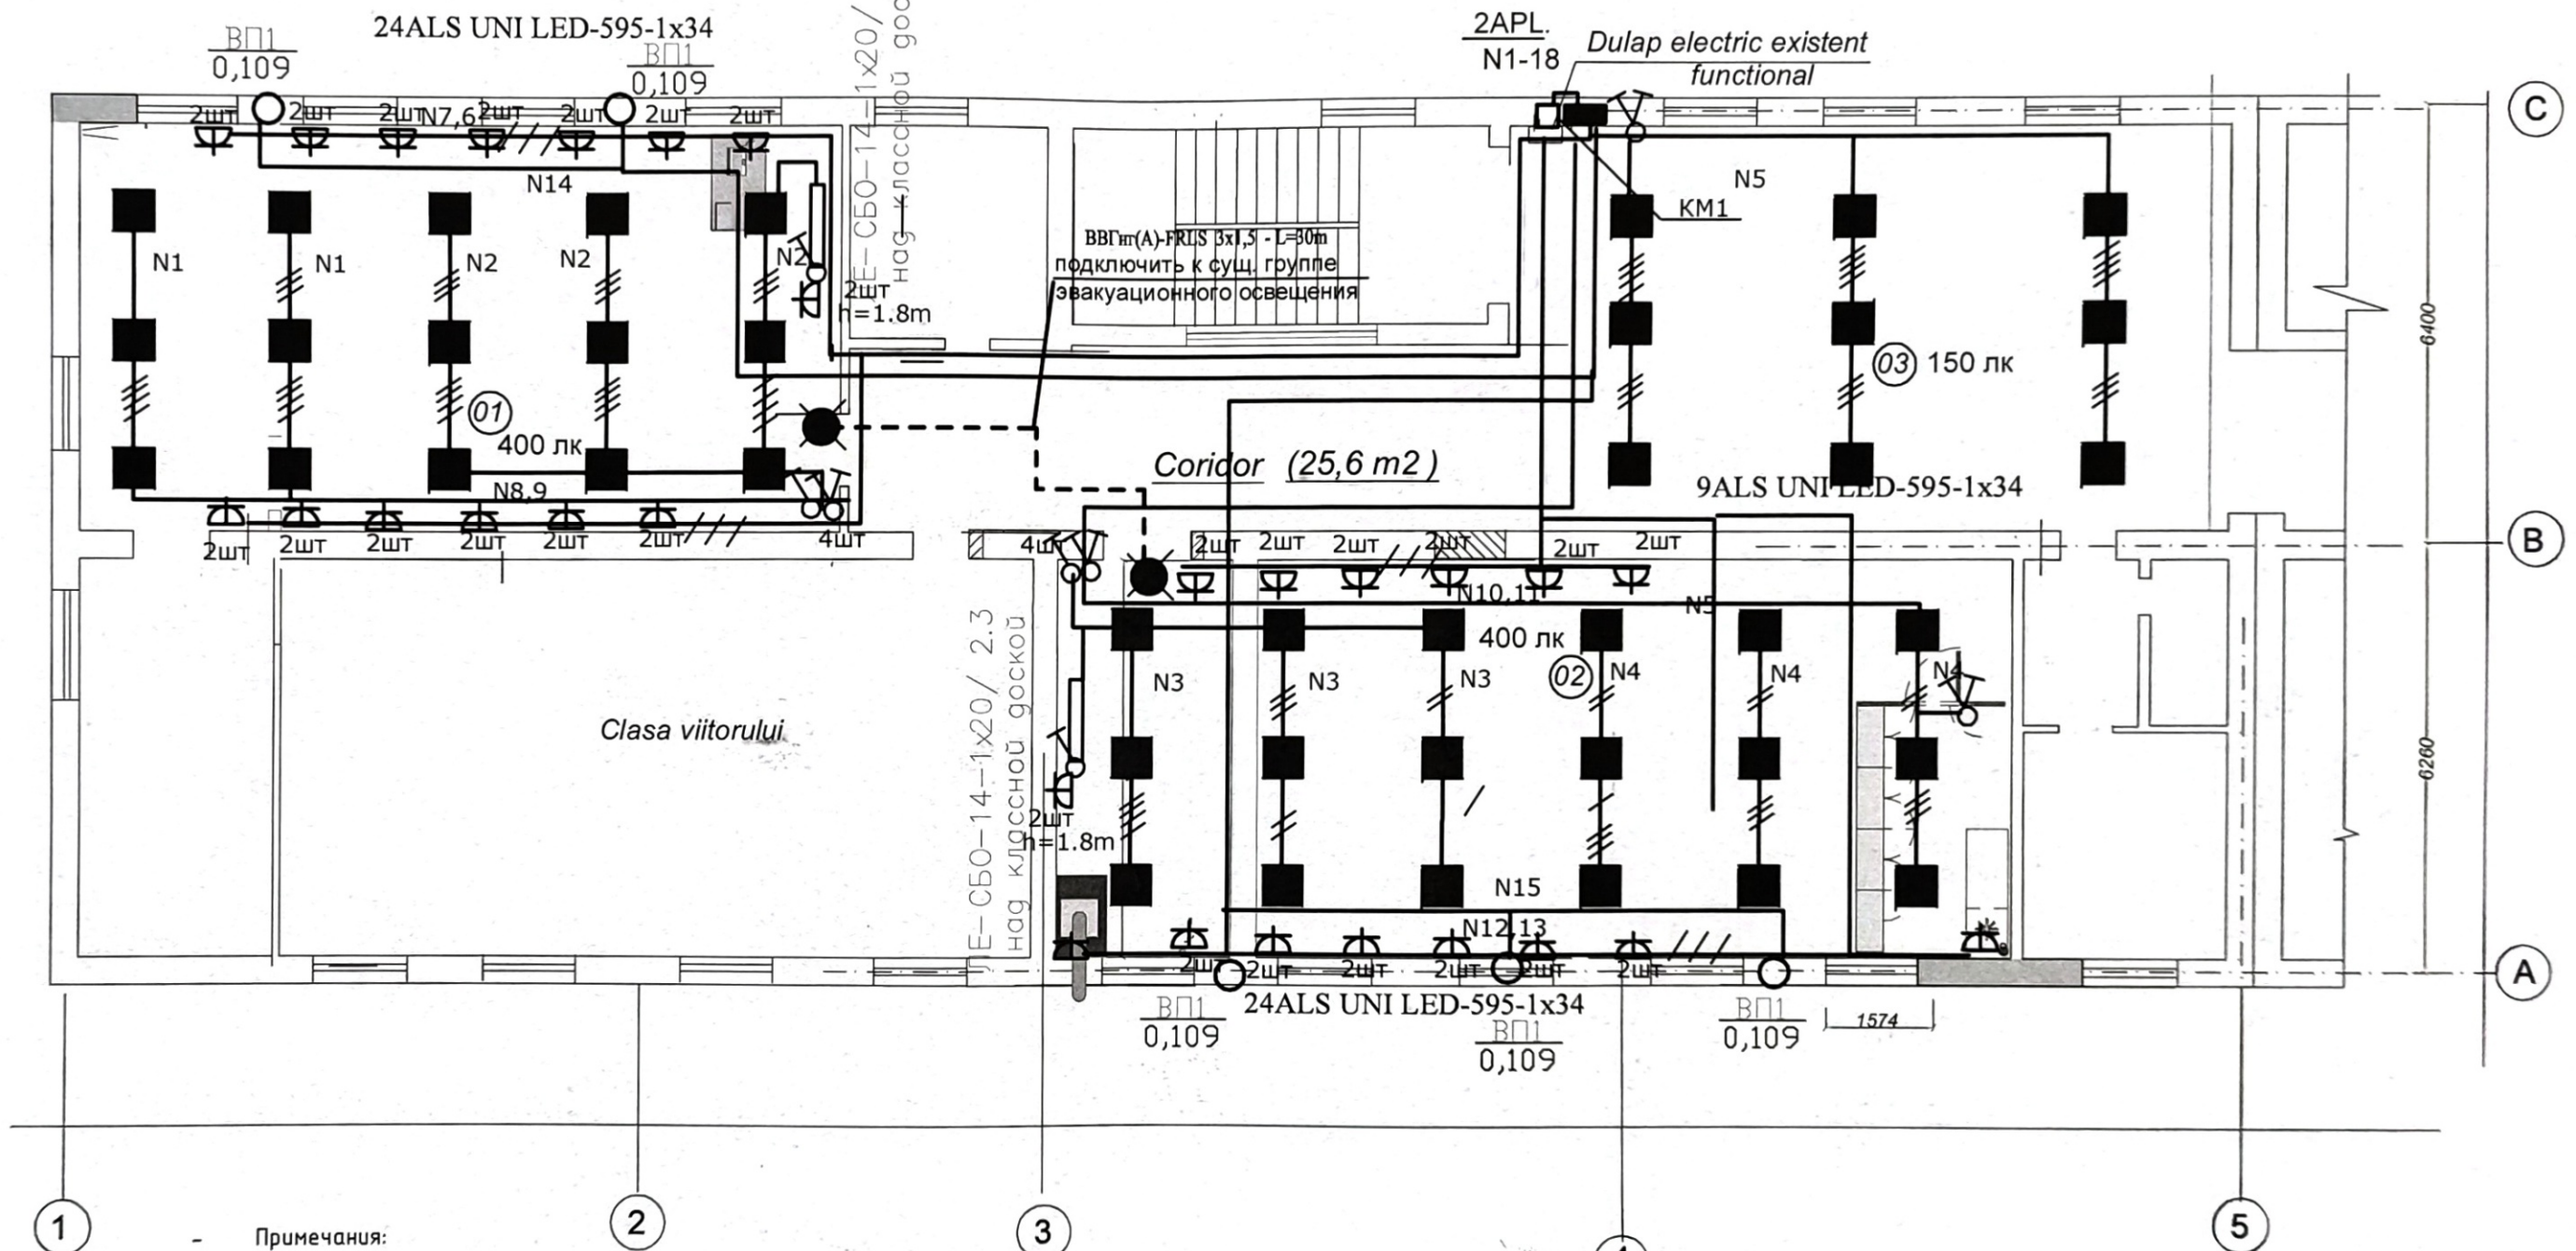 24ALS UNI LED-595-1x34
ВП1
0,109
ВП1
0,109
2APL.
N1-18
Dulap electric existent
functional
C
2шт
2шт
2шт
N7,6
2шт
2шт
2шт
2шт
N14
N5
KM1
N1
N1
N2
N2
N2
2шт
h=1.8m
ВВГнг(А)-FRLS 3х1,5 - L=30m
подключить к сущ. группе
эвакуационного освещения
01
400 лк
03
150 лк
6400
Coridor (25,6 m2 )
9ALS UNI LED-595-1x34
N8,9
2шт
2шт
2шт
2шт
2шт
2шт
4шт
2шт
2шт
2шт
2шт
2шт
2шт
B
N10,11
N5
400 лк
02
N3
N3
N3
N4
N4
N4
Clasa viitorului
СБО-14-1х20/ 2.3
над классной доской
6260
2шт
h=1.8m
N15
N12,13
2шт
2шт
2шт
2шт
2шт
2шт
A
24ALS UNI LED-595-1x34
ВП1
0,109
ВП1
0,109
ВП1
0,109
1574
1
2
3
5
- Примечания: